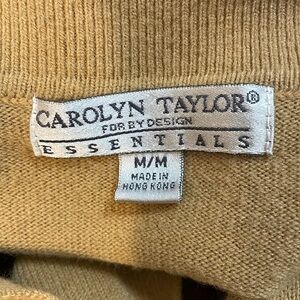 CAROLYN TAYLOR®
FOR BY DESIGN
ESSENTIALS
M/M
MADE IN
HONG KONG